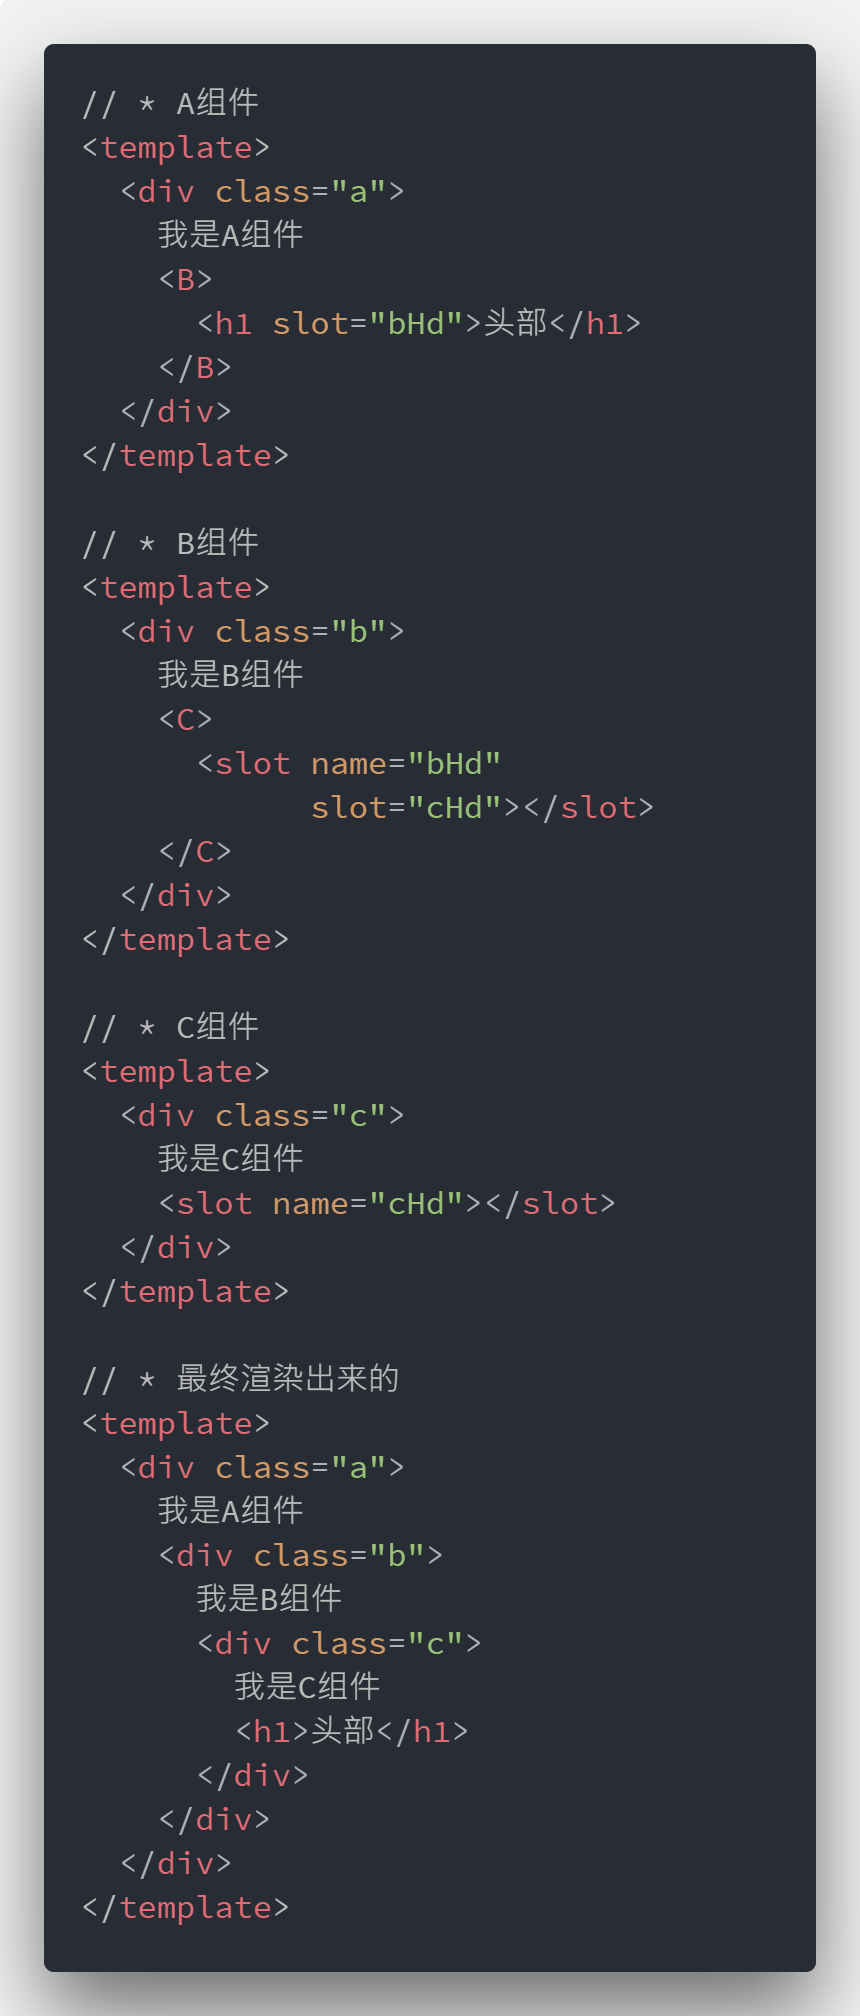 // * A组件
<template>
  <div class="a">
    我是A组件
    <B>
      <h1 slot="bHd">头部</h1>
    </B>
  </div>
</template>

// * B组件
<template>
  <div class="b">
    我是B组件
    <C>
      <slot name="bHd"
            slot="cHd"></slot>
    </C>
  </div>
</template>

// * C组件
<template>
  <div class="c">
    我是C组件
    <slot name="cHd"></slot>
  </div>
</template>

// * 最终渲染出来的
<template>
  <div class="a">
    我是A组件
    <div class="b">
      我是B组件
      <div class="c">
        我是C组件
        <h1>头部</h1>
      </div>
    </div>
  </div>
</template>